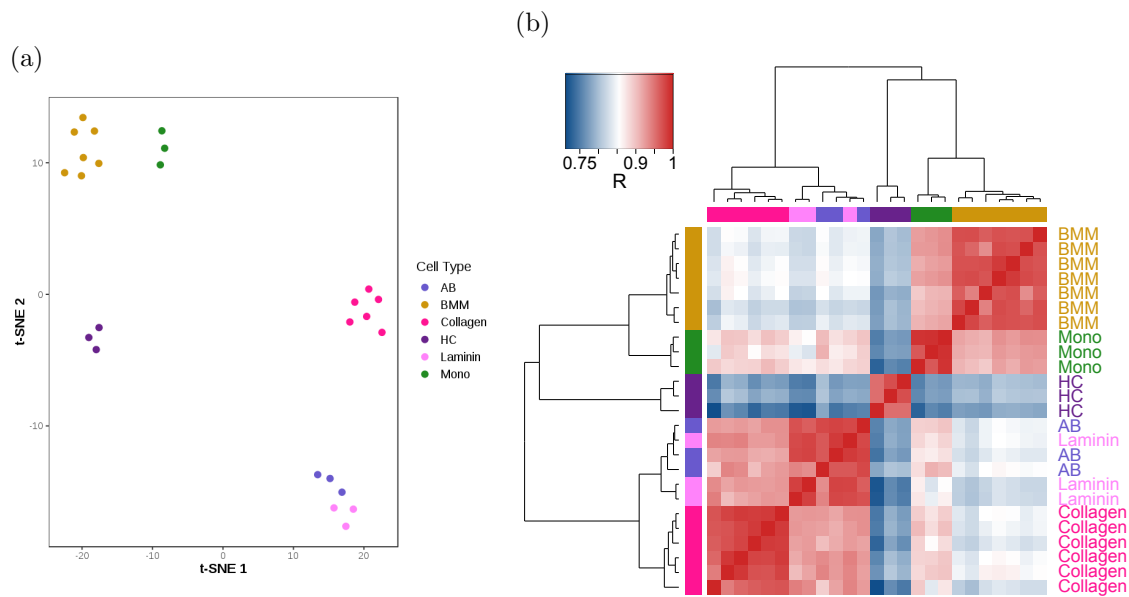 (a)
10
0
-10
-20
-10
0
10
20
t-SNE 2
t-SNE 1
Cell Type
AB
BMM
Collagen
HC
Laminin
Mono
(b)
0.75
0.9
1
R
BMM
BMM
BMM
BMM
BMM
BMM
BMM
Mono
Mono
Mono
HC
HC
HC
AB
Laminin
AB
AB
Laminin
Laminin
Collagen
Collagen
Collagen
Collagen
Collagen